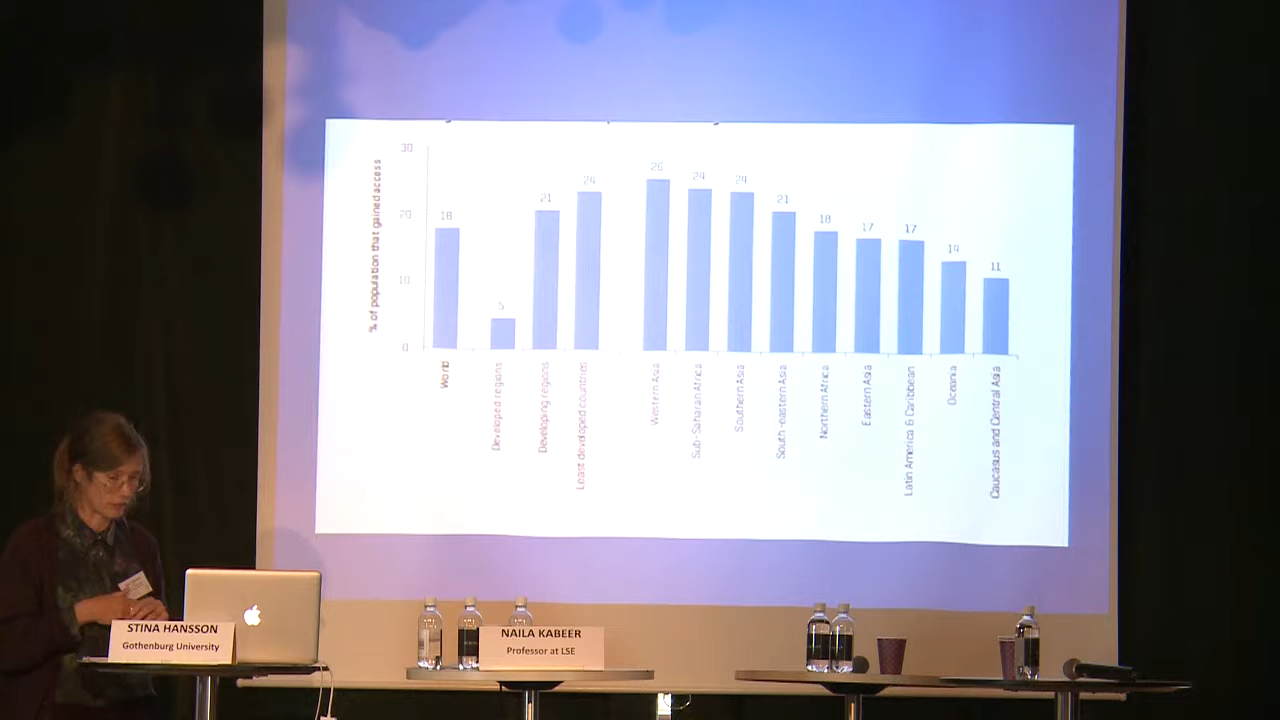 % of population that gained access
30
20
10
0
18
5
21
24
26
24
24
21
18
17
17
14
11
World
Developed regions
Developing regions
Least developed countries
Western Asia
Sub-Saharan Africa
Southern Asia
South-eastern Asia
Northern Africa
Eastern Asia
Latin America & Caribbean
Oceania
Caucasus and Central Asia
STINA HANSSON
Gothenburg University
NAILA KABEER
Professor at LSE